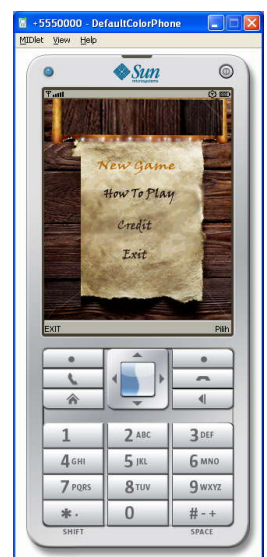 +5550000 - DefaultColorPhone
MIDlet View Help
Sun
microsystems
New Game
How To Play
Credit
Exit
EXIT Pilih
1 2 ABC 3 DEF
4 GHI 5 JKL 6 MNO
7 PQRS 8 TUV 9 WXYZ
* . 0 # - +
SHIFT SPACE